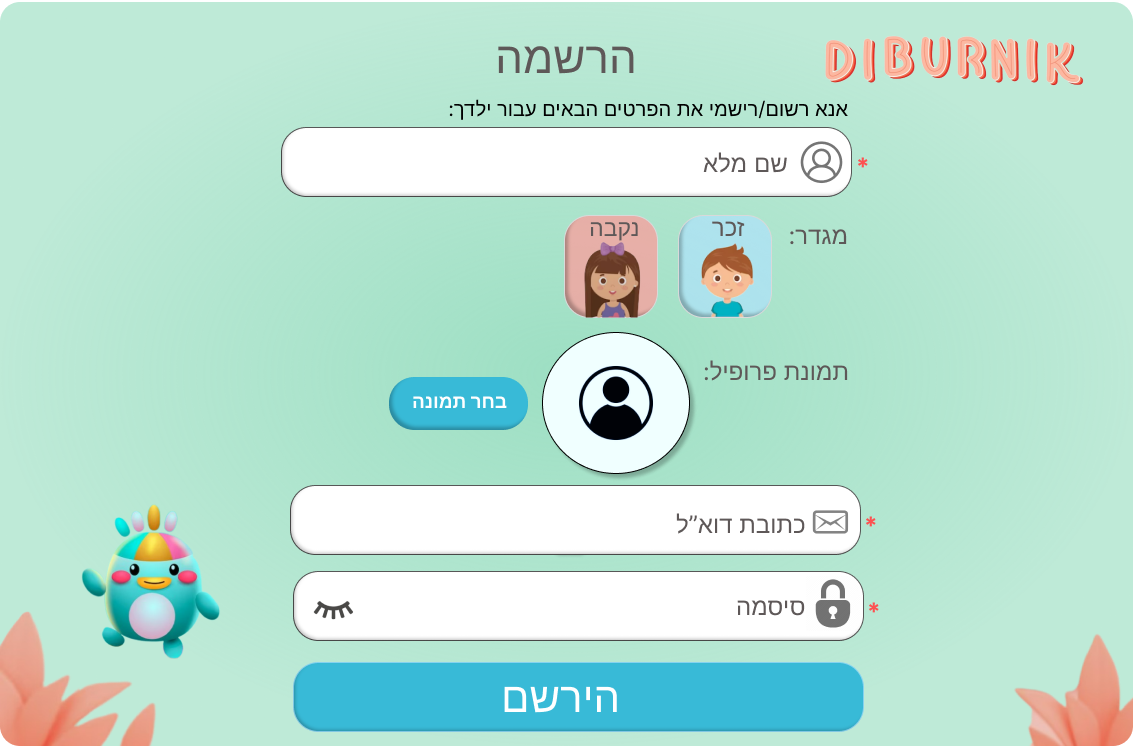 DIBURNIK
הרשמה
אנא רשום/רישמי את הפרטים הבאים עבור ילדך:
שם מלא *
מגדר:
זכר
נקבה
תמונת פרופיל:
בחר תמונה
כתובת דוא”ל *
סיסמה *
הירשם